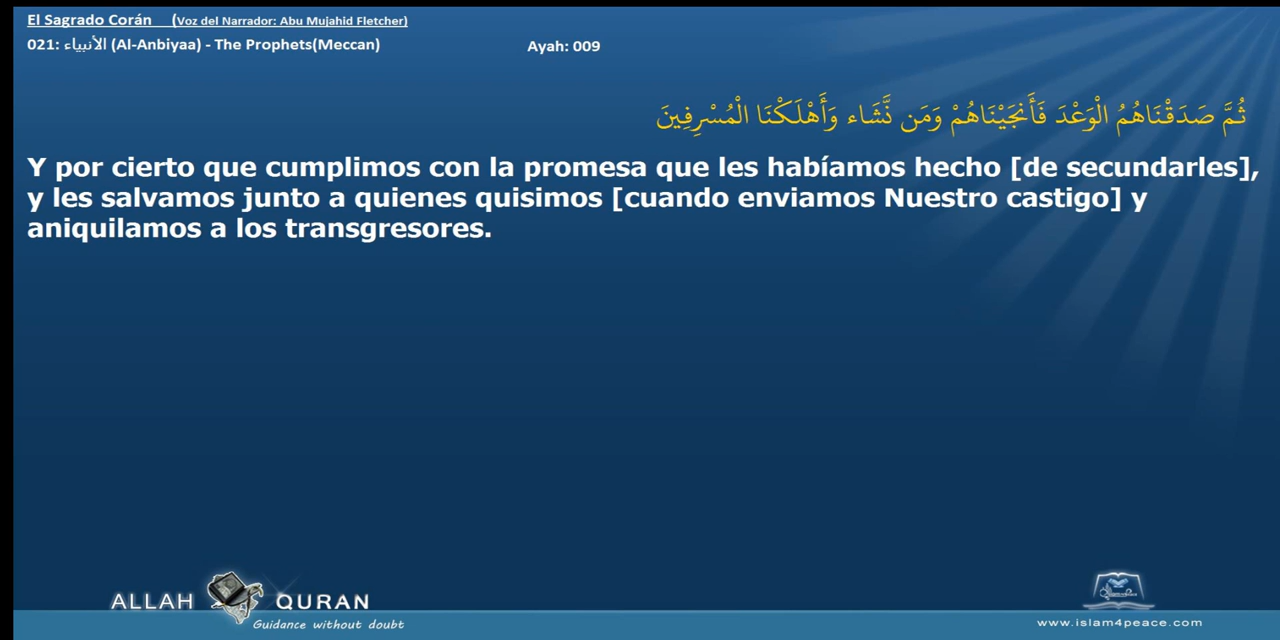 El Sagrado Corán (Voz del Narrador: Abu Mujahid Fletcher)
021: الأنبياء (Al-Anbiyaa) - The Prophets(Meccan) Ayah: 009
ثُمَّ صَدَقْنَاهُمُ الْوَعْدَ فَأَنجَيْنَاهُمْ وَمَن نَّشَاء وَأَهْلَكْنَا الْمُسْرِفِينَ
Y por cierto que cumplimos con la promesa que les habíamos hecho [de secundarles],
y les salvamos junto a quienes quisimos [cuando enviamos Nuestro castigo] y
aniquilamos a los transgresores.
ALLAH QURAN
Guidance without doubt
www.islam4peace.com